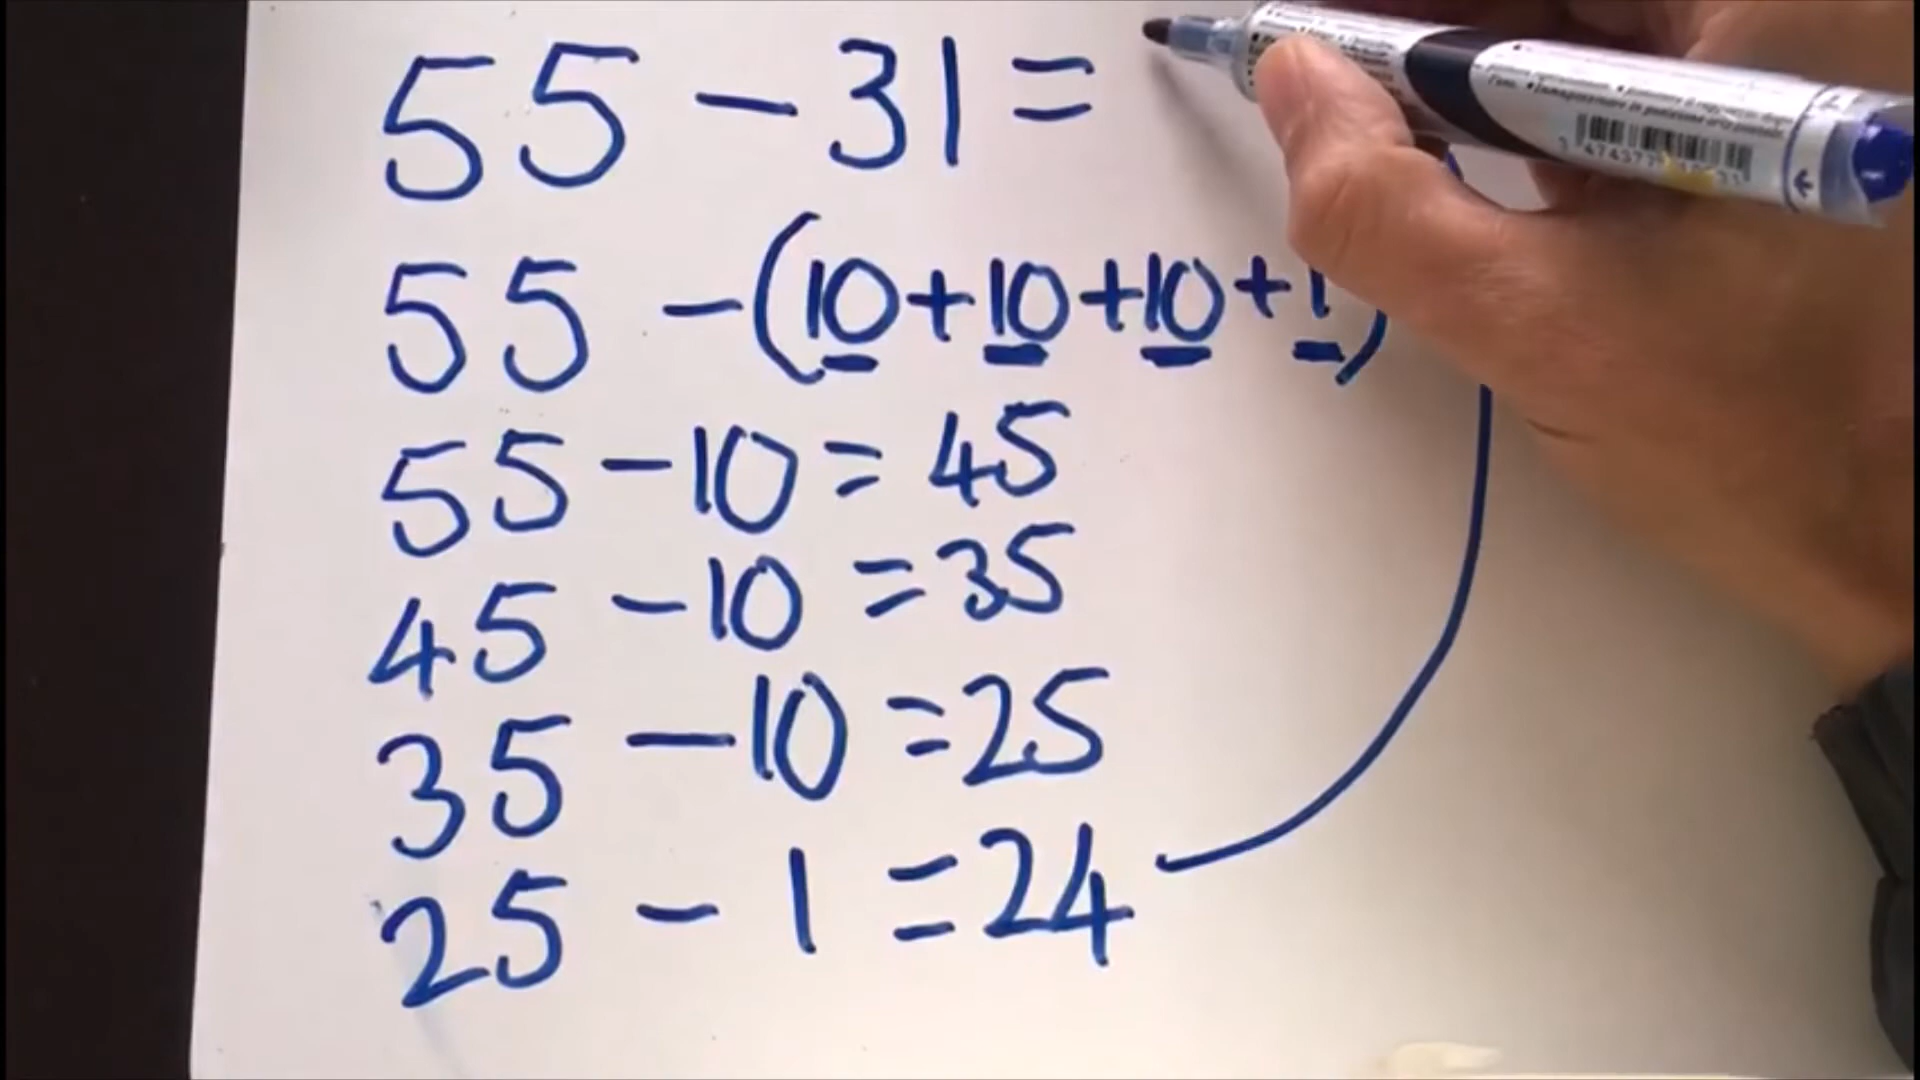 55 - 31 =
55 - (10 + 10 + 10 + 1)
55 - 10 = 45
45 - 10 = 35
35 - 10 = 25
25 - 1 = 24